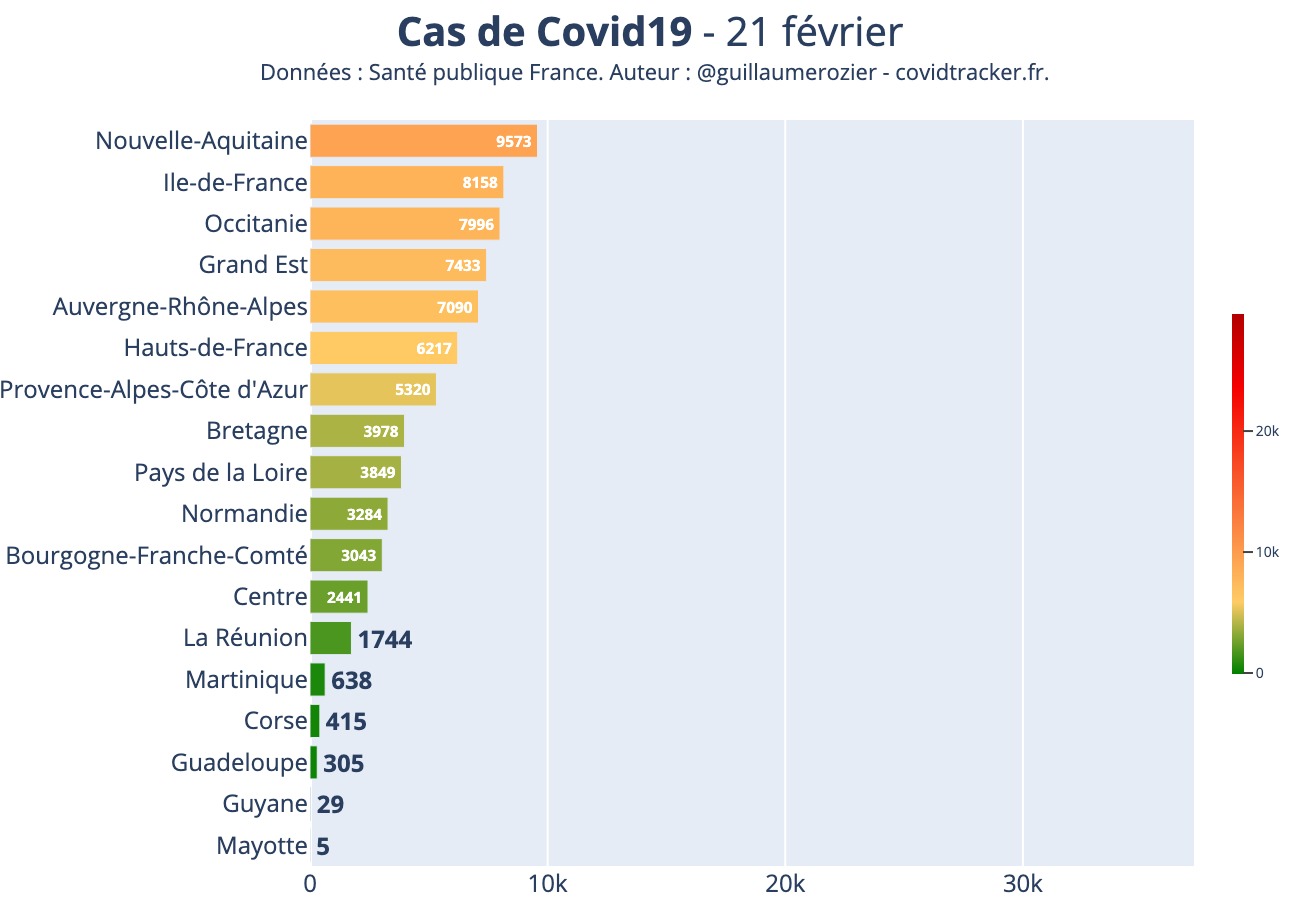 Cas de Covid19 - 21 février
Données : Santé publique France. Auteur : @guillaumerozier - covidtracker.fr.
Nouvelle-Aquitaine 9573
Ile-de-France 8158
Occitanie 7996
Grand Est 7433
Auvergne-Rhône-Alpes 7090
Hauts-de-France 6217
Provence-Alpes-Côte d'Azur 5320
Bretagne 3978
Pays de la Loire 3849
Normandie 3284
Bourgogne-Franche-Comté 3043
Centre 2441
La Réunion 1744
Martinique 638
Corse 415
Guadeloupe 305
Guyane 29
Mayotte 5
0 10k 20k 30k
20k
10k
0